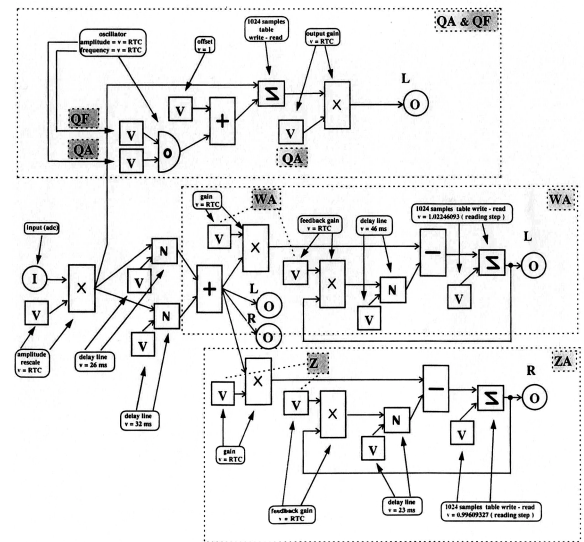 QA & QF
oscillator
amplitude = v = RTC
frequency = v = RTC
offset
v = 1
1024 samples
table
write - read
output gain
v = RTC
L
V
Σ
X
O
QF
V
+
QA
V
O
V
QA
WA
WA
gain
v = RTC
feedback gain
v = RTC
delay line
v = 46 ms
1024 samples table write - read
v = 1.02246093 ( reading step )
L
input (adc)
V
X
V
X
N
V
−
V
Σ
O
I
X
N
V
+
L
O
V
N
V
R
O
amplitude
rescale
v = RTC
delay line
v = 26 ms
delay line
v = 32 ms
Z
ZA
R
V
X
V
X
N
V
−
V
Σ
O
gain
v = RTC
feedback gain
v = RTC
delay line
v = 23 ms
1024 samples table write - read
v = 0.99609327 ( reading step )